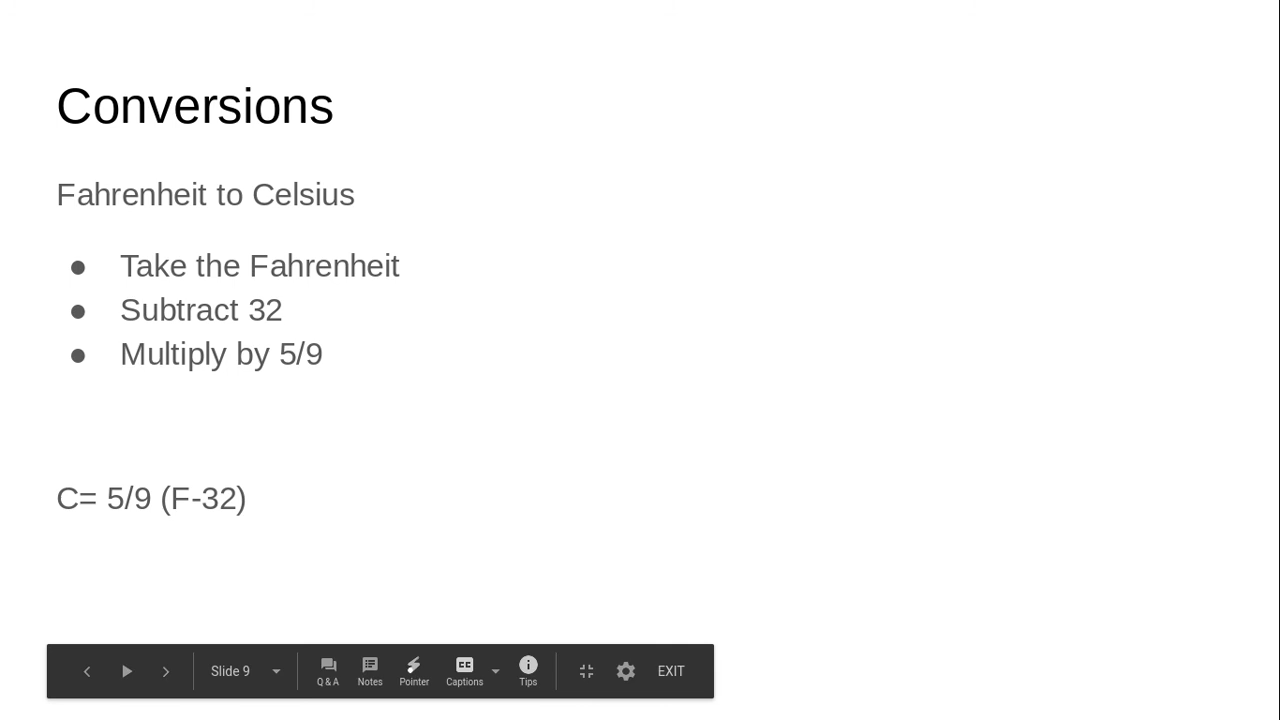 Conversions
Fahrenheit to Celsius
● Take the Fahrenheit
● Subtract 32
● Multiply by 5/9
C= 5/9 (F-32)
Slide 9
Q & A
Notes
Pointer
Captions
Tips
EXIT